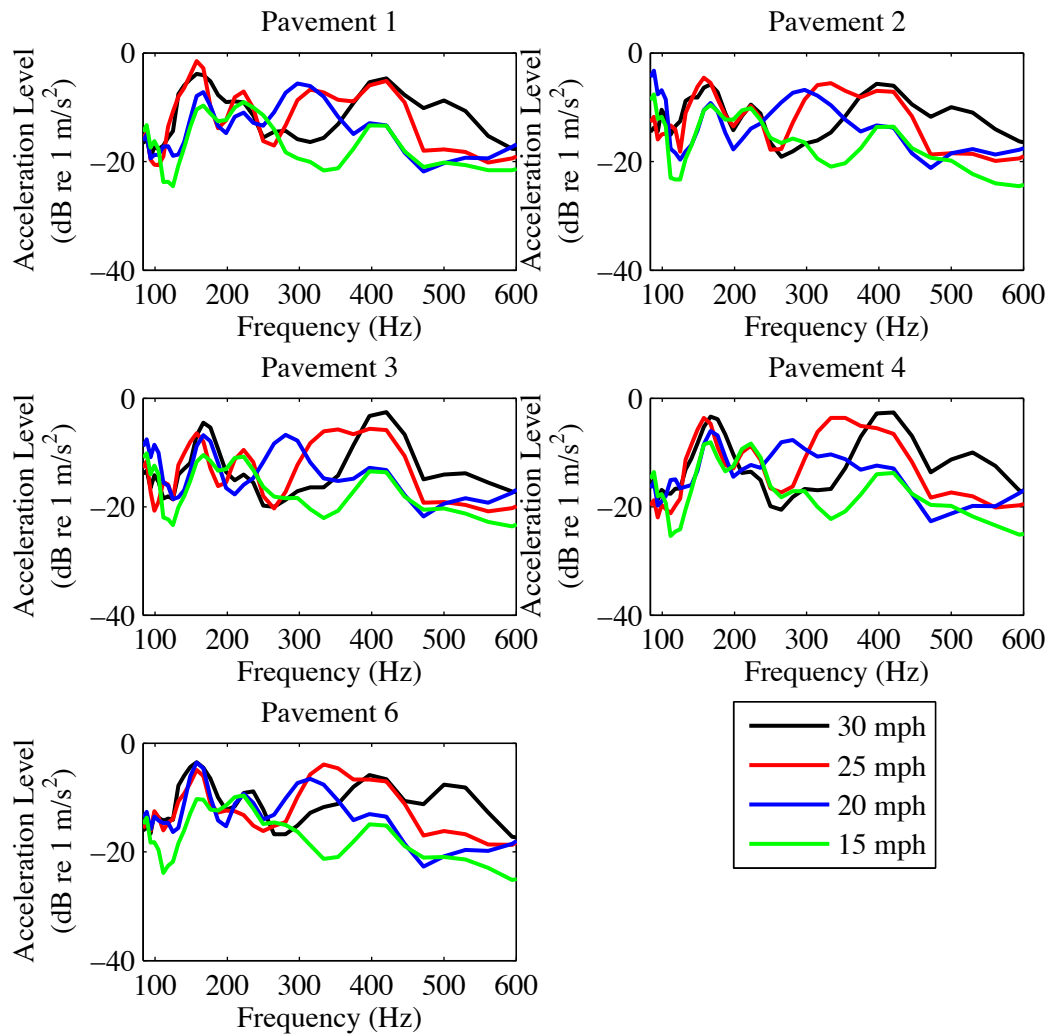 Pavement 1
Acceleration Level
(dB re 1 m/s²)
0
−20
−40
100 200 300 400 500 600
Frequency (Hz)
Pavement 2
Acceleration Level
(dB re 1 m/s²)
0
−20
−40
100 200 300 400 500 600
Frequency (Hz)
Pavement 3
Acceleration Level
(dB re 1 m/s²)
0
−20
−40
100 200 300 400 500 600
Frequency (Hz)
Pavement 4
Acceleration Level
(dB re 1 m/s²)
0
−20
−40
100 200 300 400 500 600
Frequency (Hz)
Pavement 6
Acceleration Level
(dB re 1 m/s²)
0
−20
−40
100 200 300 400 500 600
Frequency (Hz)
30 mph
25 mph
20 mph
15 mph